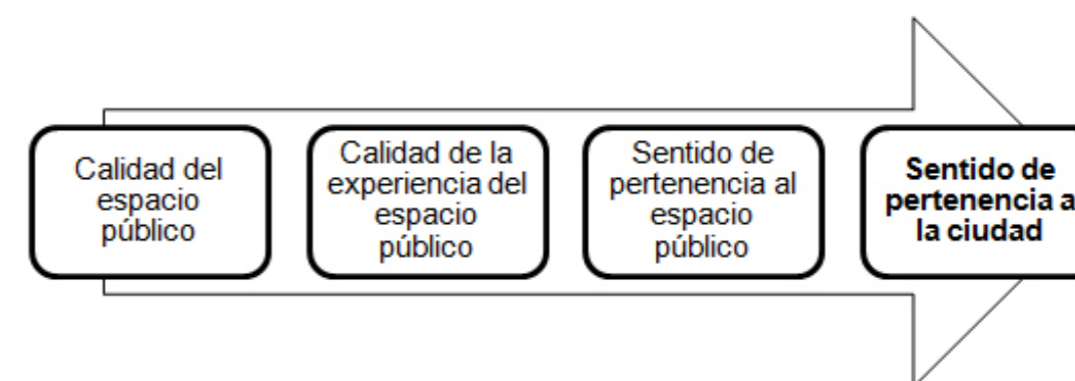 Calidad del
espacio
público
Calidad de la
experiencia del
espacio
público
Sentido de
pertenencia al
espacio
público
Sentido de
pertenencia a
la ciudad